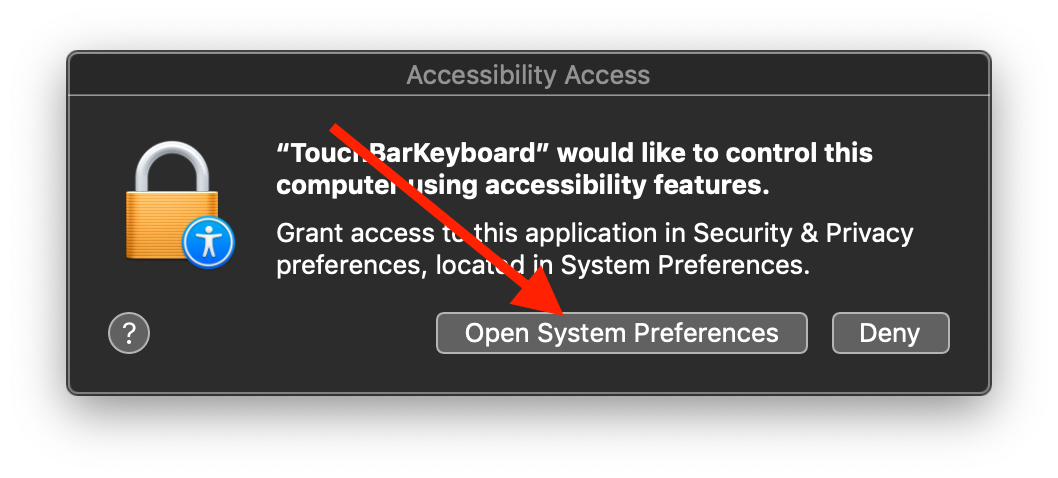 Accessibility Access
“TouchBarKeyboard” would like to control this
computer using accessibility features.
Grant access to this application in Security & Privacy
preferences, located in System Preferences.
?
Open System Preferences
Deny